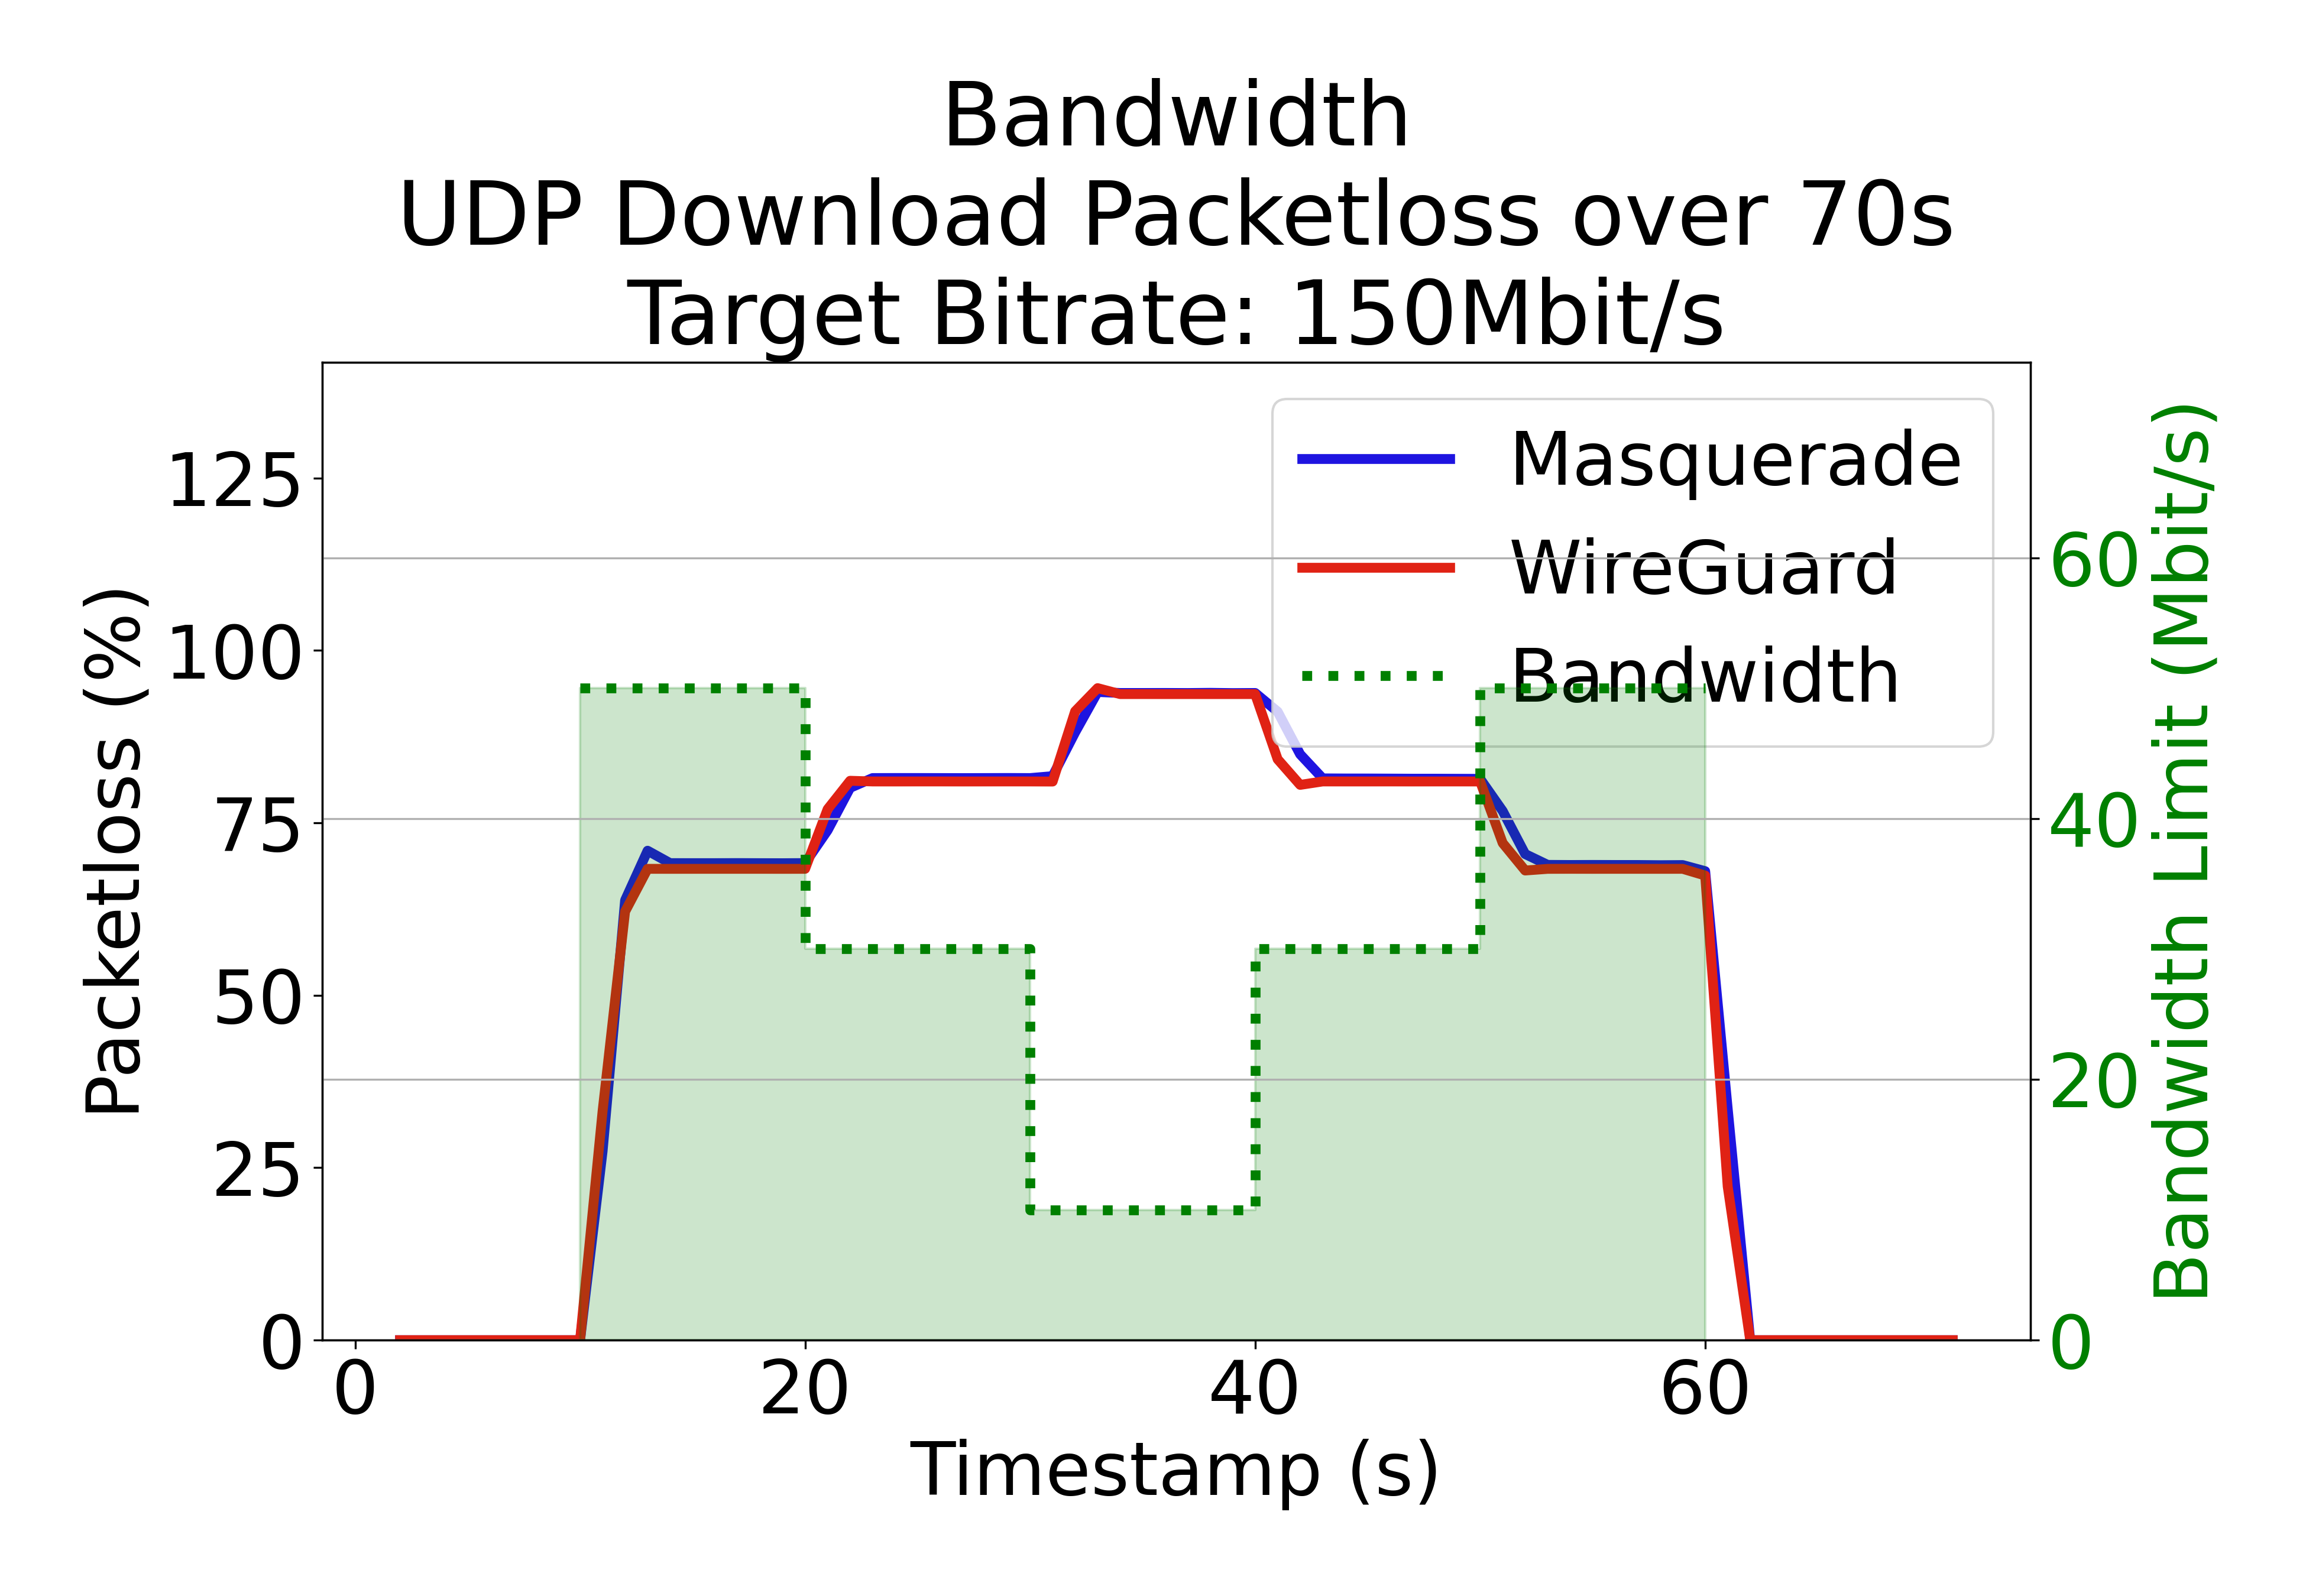 Bandwidth
UDP Download Packetloss over 70s
Target Bitrate: 150Mbit/s
Packetloss (%)
125
100
75
50
25
0
Masquerade
WireGuard
Bandwidth
60
40
20
0
Bandwidth Limit (Mbit/s)
0 20 40 60
Timestamp (s)